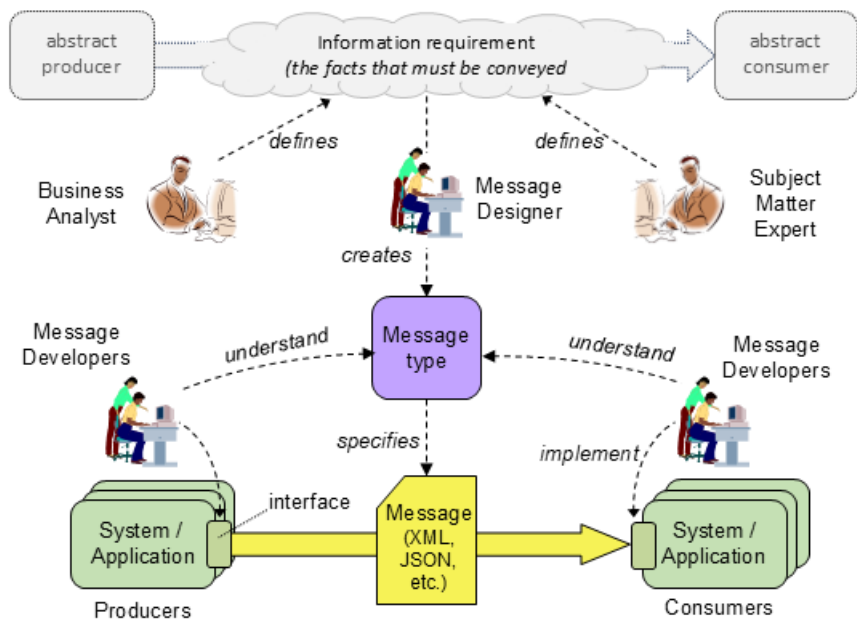 abstract
producer
Information requirement
(the facts that must be conveyed
abstract
consumer
defines
defines
Business
Analyst
Message
Designer
Subject
Matter
Expert
creates
Message
Developers
understand
Message
type
understand
Message
Developers
specifies
implement
interface
System /
Application
Message
(XML,
JSON,
etc.)
System /
Application
Producers
Consumers